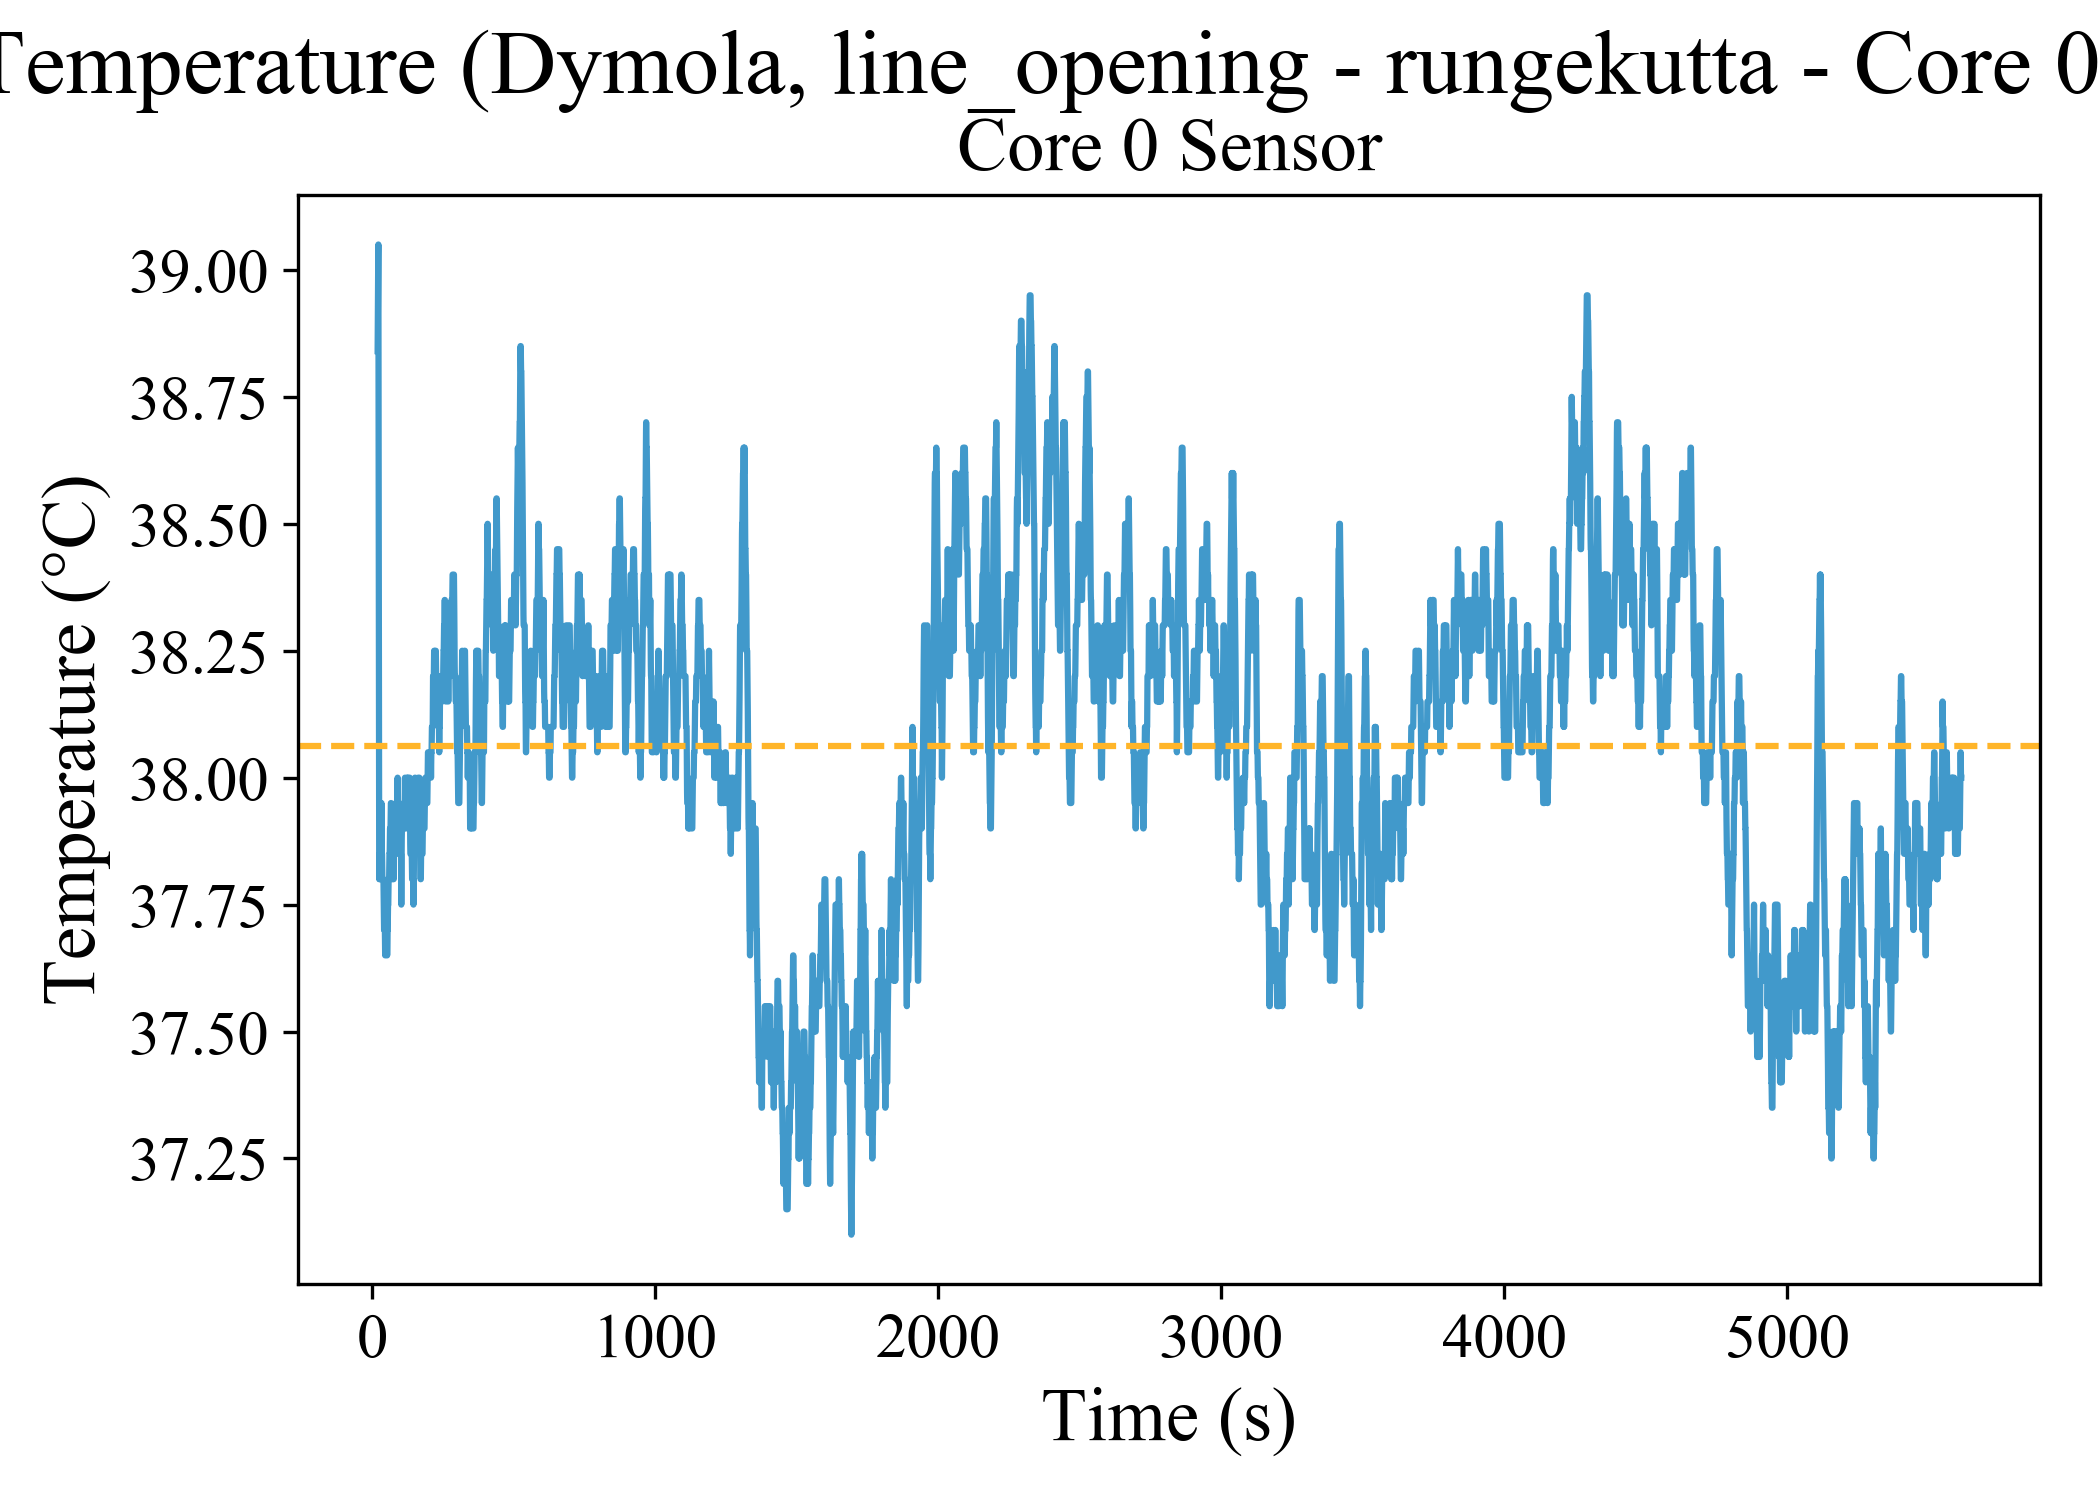 Temperature (Dymola, line_opening - rungekutta - Core 0
Core 0 Sensor
39.00
38.75
38.50
38.25
38.00
37.75
37.50
37.25
Temperature (°C)
0 1000 2000 3000 4000 5000
Time (s)